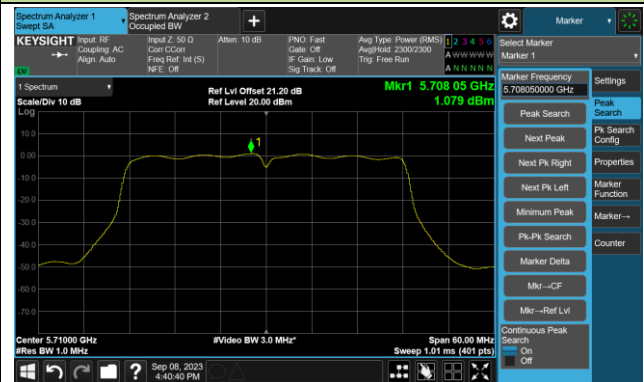 Spectrum Analyzer 1
Swept SA
Spectrum Analyzer 2
Occupied BW
+
Marker
KEYSIGHT
Input: RF
Coupling: AC
Align: Auto
Input Z: 50 Ω
Corr CCorr
Freq Ref: Int (S)
NFE: Off
Atten: 10 dB
PNO: Fast
Gate: Off
IF Gain: Low
Sig Track: Off
Avg Type: Power (RMS)
Avg|Hold: 2300/2300
Trig: Free Run
1 2 3 4 5 6
A W W W W W
A N N N N N
Select Marker
Marker 1
1 Spectrum
Scale/Div 10 dB
Log
Ref Lvl Offset 21.20 dB
Ref Level 20.00 dBm
Mkr1 5.708 05 GHz
1.079 dBm
10.0
0.00
-10.0
-20.0
-30.0
-40.0
-50.0
-60.0
-70.0
1
Center 5.71000 GHz
#Res BW 1.0 MHz
#Video BW 3.0 MHz*
Span 60.00 MHz
Sweep 1.01 ms (401 pts)
Marker Frequency
5.708050000 GHz
Peak Search
Next Peak
Next Pk Right
Next Pk Left
Minimum Peak
Pk-Pk Search
Marker Delta
Mkr→CF
Mkr→Ref Lvl
Continuous Peak
Search
On
Off
Settings
Peak
Search
Pk Search
Config
Properties
Marker
Function
Marker→
Counter
?
Sep 08, 2023
4:40:40 PM